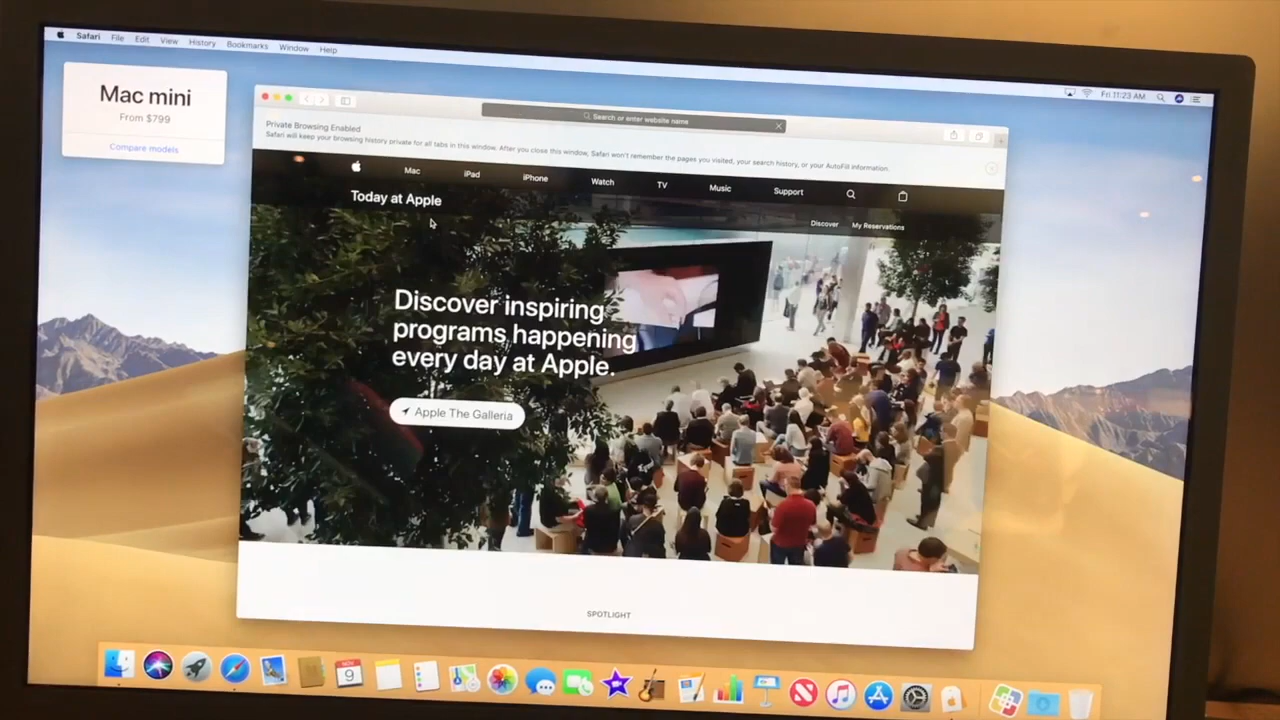 Safari File Edit View History Bookmarks Window Help
Fri 11:23 AM
Mac mini
From $799
Compare models
Search or enter website name
Private Browsing Enabled
Safari will keep your browsing history private for all tabs in this window. After you close this window, Safari won't remember the pages you visited, your search history, or your AutoFill information.
Mac iPad iPhone Watch TV Music Support
Today at Apple
Discover My Reservations
Discover inspiring
programs happening
every day at Apple.
Apple The Galleria
SPOTLIGHT
NOV
9